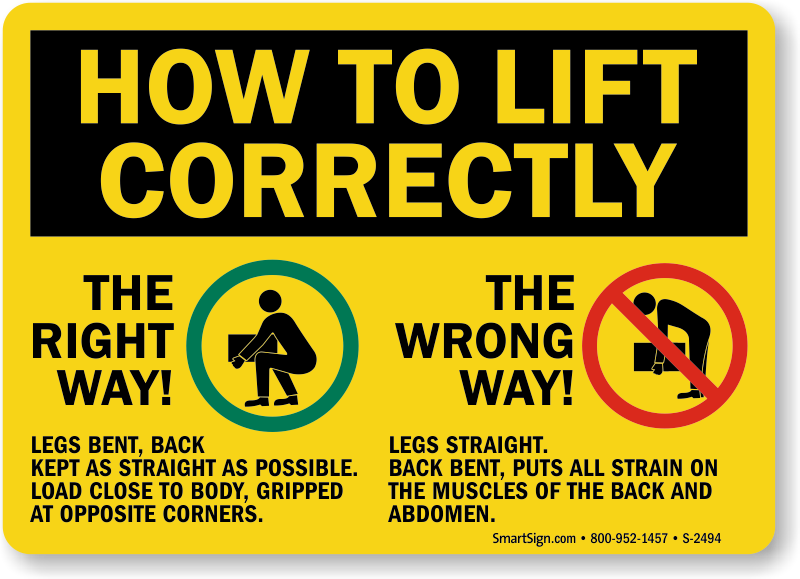 HOW TO LIFT
CORRECTLY
THE
RIGHT
WAY!
LEGS BENT, BACK
KEPT AS STRAIGHT AS POSSIBLE.
LOAD CLOSE TO BODY, GRIPPED
AT OPPOSITE CORNERS.
THE
WRONG
WAY!
LEGS STRAIGHT.
BACK BENT, PUTS ALL STRAIN ON
THE MUSCLES OF THE BACK AND
ABDOMEN.
SmartSign.com • 800-952-1457 • S-2494